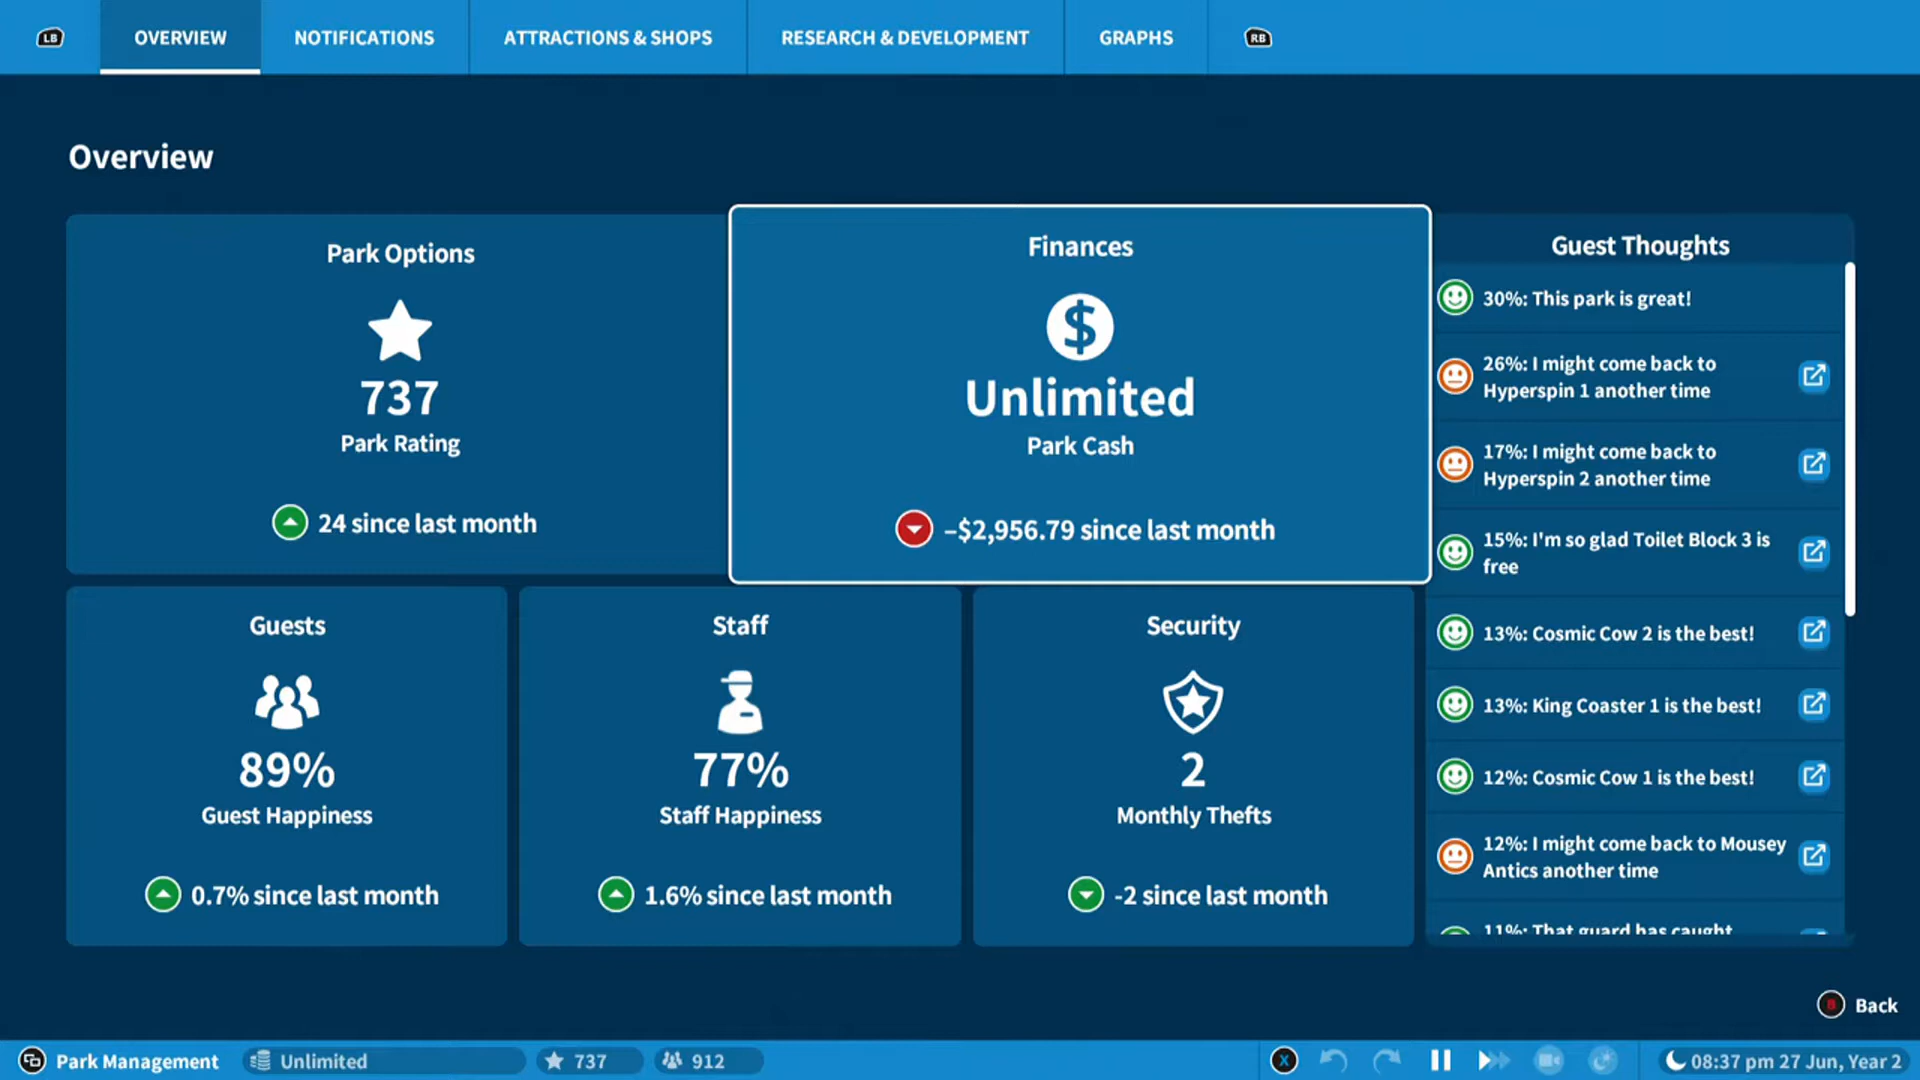 LB
OVERVIEW
NOTIFICATIONS
ATTRACTIONS & SHOPS
RESEARCH & DEVELOPMENT
GRAPHS
RB
Overview
Park Options
737
Park Rating
24 since last month
Finances
$
Unlimited
Park Cash
–$2,956.79 since last month
Guests
89%
Guest Happiness
0.7% since last month
Staff
77%
Staff Happiness
1.6% since last month
Security
2
Monthly Thefts
-2 since last month
Guest Thoughts
30%: This park is great!
26%: I might come back to
Hyperspin 1 another time
17%: I might come back to
Hyperspin 2 another time
15%: I'm so glad Toilet Block 3 is
free
13%: Cosmic Cow 2 is the best!
13%: King Coaster 1 is the best!
12%: Cosmic Cow 1 is the best!
12%: I might come back to Mousey
Antics another time
11%: That guard has caught
B Back
Park Management
Unlimited
737
912
X
08:37 pm 27 Jun, Year 2